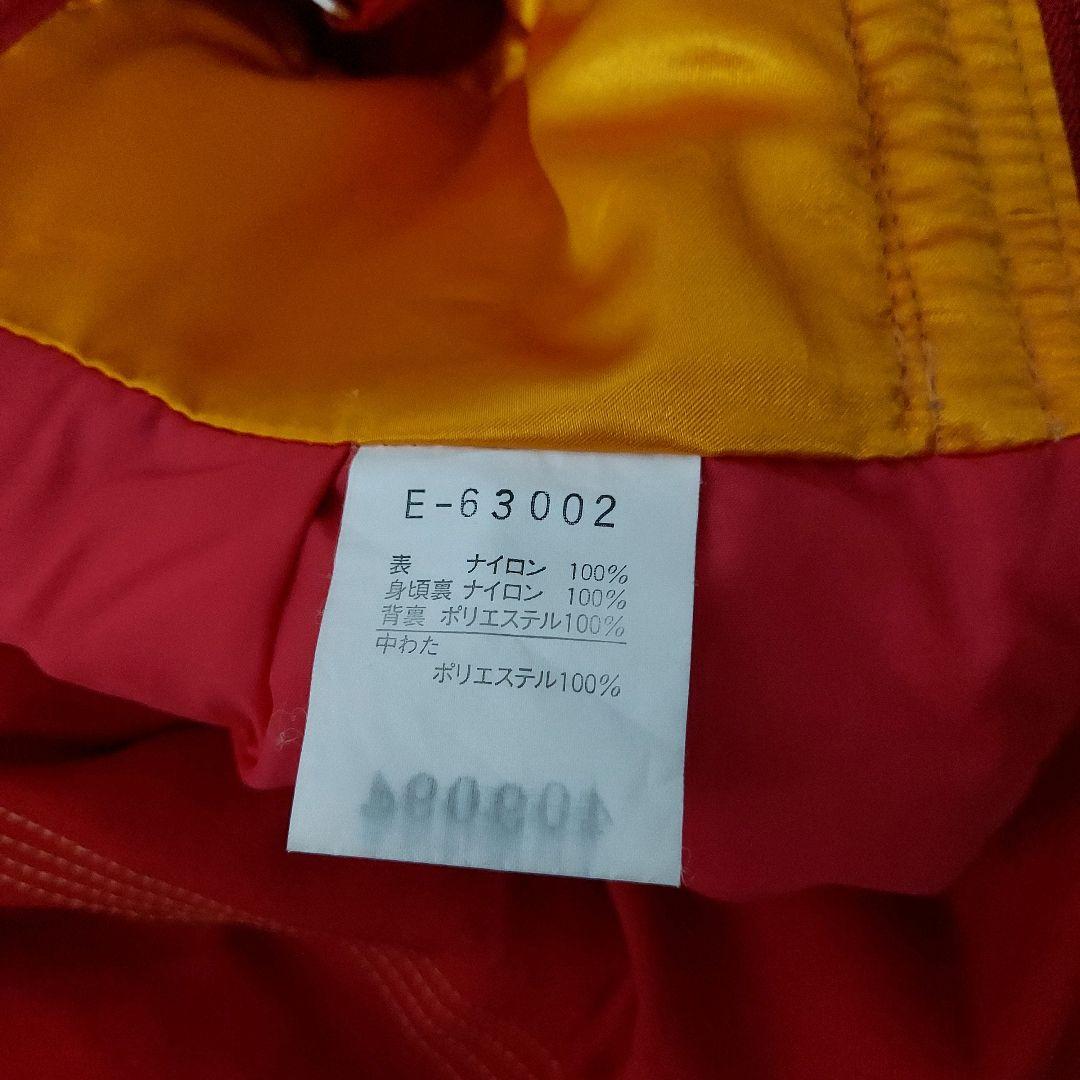 E-63002
表 ナイロン 100%
身頃裏 ナイロン 100%
背裏 ポリエステル100%
中わた
ポリエステル100%